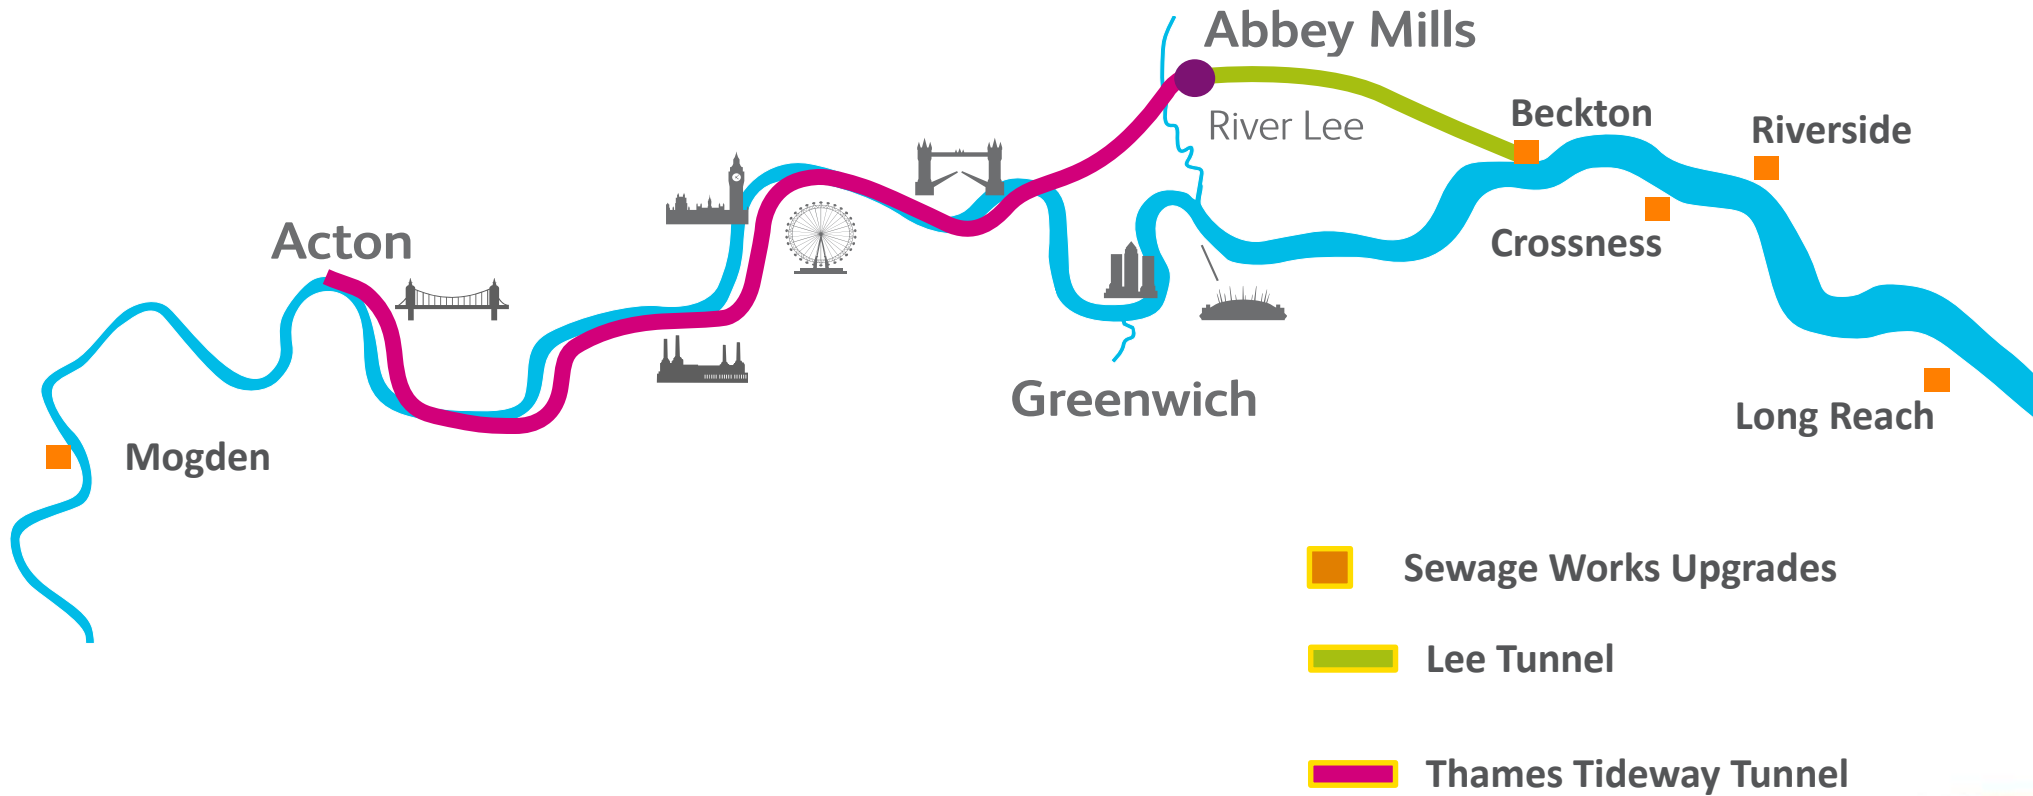 Abbey Mills
River Lee
Beckton
Riverside
Acton
Crossness
Greenwich
Long Reach
Mogden
Sewage Works Upgrades
Lee Tunnel
Thames Tideway Tunnel